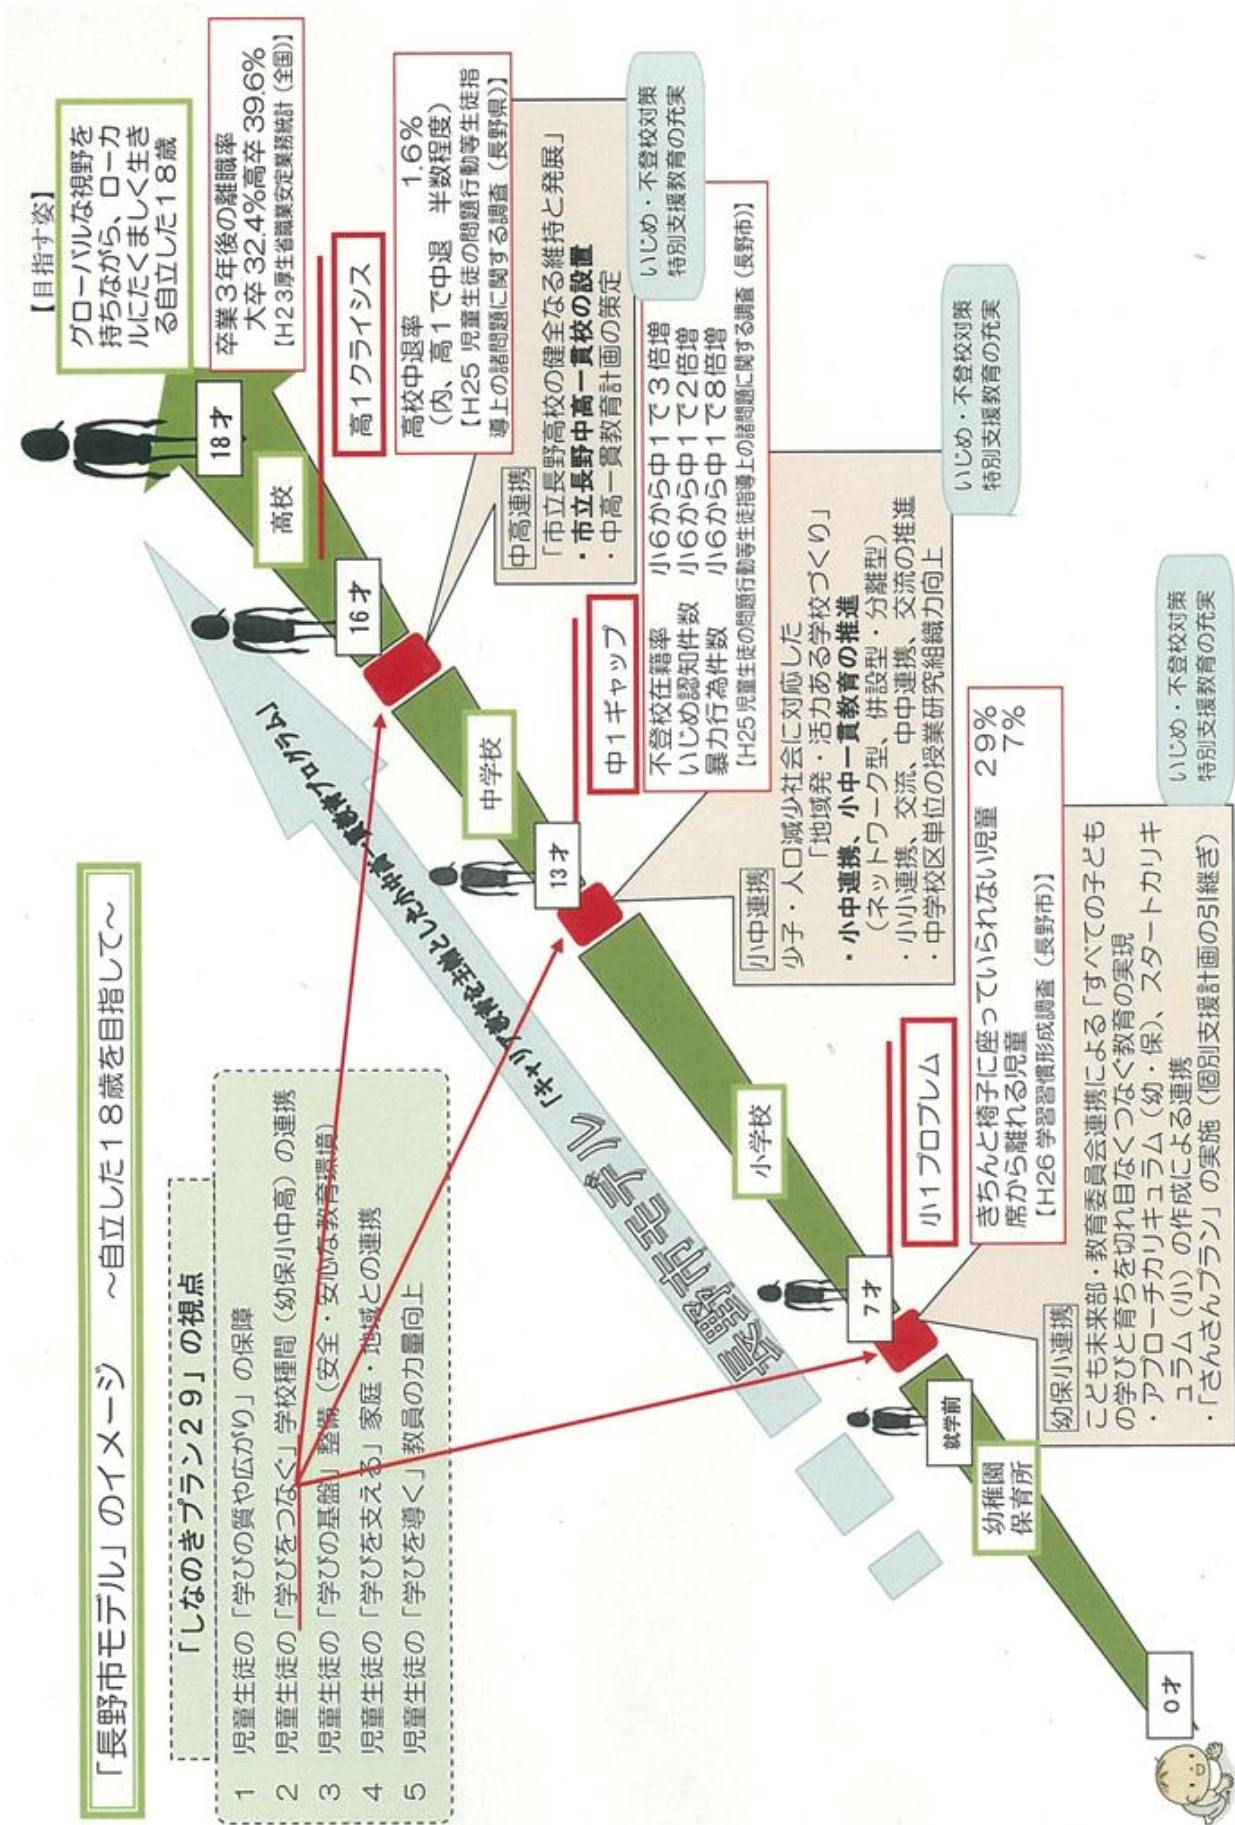 「長野市モデル」のイメージ　～自立した18歳を目指して～
「しなのきプラン29」の視点
1　児童生徒の「学びの質や広がり」の保障
2　児童生徒の「学びをつなぐ」学校種間（幼保小中高）の連携
3　児童生徒の「学びの基盤」整備（安全・安心な教育環境）
4　児童生徒の「学びを支える」家庭・地域との連携
5　児童生徒の「学びを導く」教員の力量向上
長野市モデル
【目指す姿】
グローバルな視野を
持ちながら、ローカ
ルにたくましく生き
る自立した18歳
18才
卒業3年後の離職率
大卒 32.4%高卒 39.6%
【H23厚生省職業安定業務統計（全国）】
高校
高1クライシス
高校中退率　1.6%
（内、高1で中退　半数程度）
【H25 児童生徒の問題行動等生徒指
導上の諸問題に関する調査（長野県）】
16才
中高連携
「市立長野高校の健全なる維持と発展」
・市立長野中高一貫校の設置
・中高一貫教育計画の策定
いじめ・不登校対策
特別支援教育の充実
中学校
中1ギャップ
不登校在籍率　小6から中1で3倍増
いじめ認知件数　小6から中1で2倍増
暴力行為件数　小6から中1で8倍増
【H25 児童生徒の問題行動等生徒指導上の諸問題に関する調査（長野市）】
13才
小中連携
少子・人口減少社会に対応した
「地域発・活力ある学校づくり」
・小中連携、小中一貫教育の推進
（ネットワーク型、併設型・分離型）
・小小連携、交流、中中連携、交流の推進
・中学校区単位の授業研究組織力向上
いじめ・不登校対策
特別支援教育の充実
小学校
小1プロブレム
きちんと椅子に座っていられない児童　29%
席から離れる児童　7%
【H26 学習習慣形成調査（長野市）】
7才
幼保小連携
こども未来部・教育委員会連携による「すべての子ども
の学びと育ちを切れ目なくつなぐ教育の実現
・アプローチカリキュラム（幼・保）、スタートカリキ
ュラム（小）の作成による連携
・「さんさんプラン」の実施（個別支援計画の引継ぎ）
いじめ・不登校対策
特別支援教育の充実
就学前
幼稚園
保育所
0才